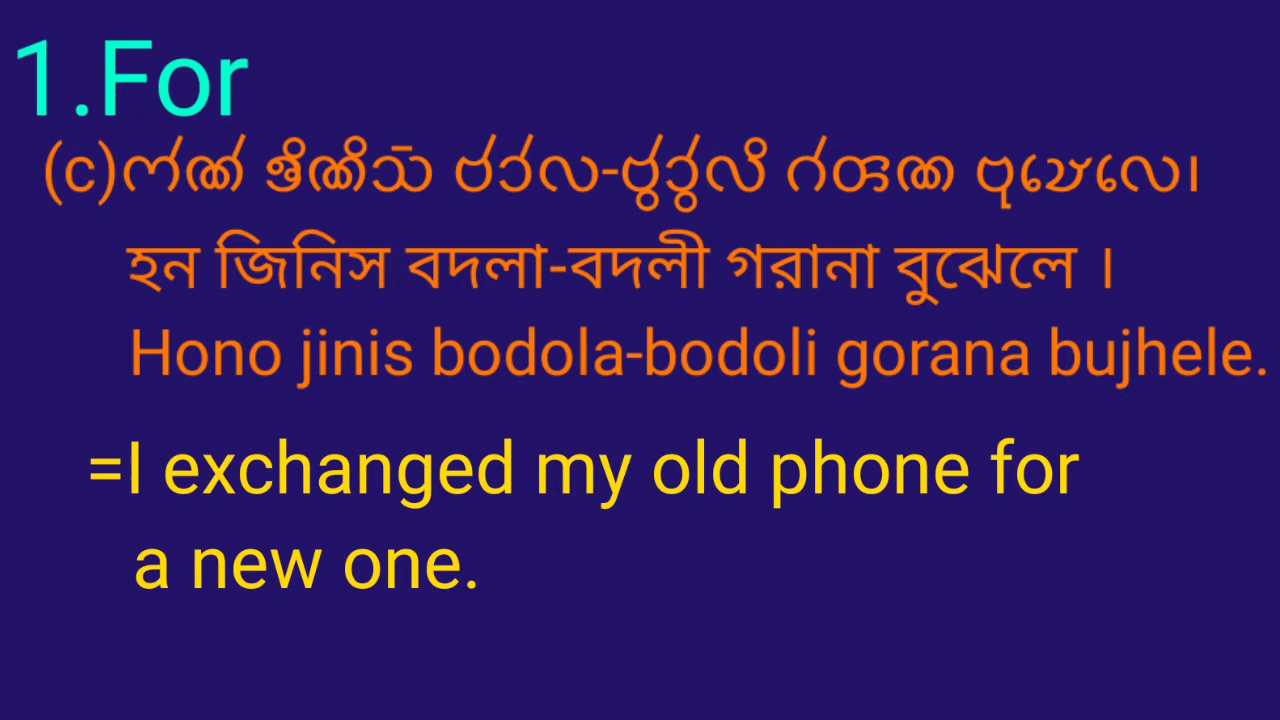 1.For
(c)𑄦𑄧𑄚𑄧 𑄎𑄨𑄚𑄨𑄥𑄴 𑄉𑄧𑄢𑄚 𑄝𑄪𑄏𑄬𑄣𑄬।
হন জিনিস বদলা-বদলী গরানা বুঝেলে ।
Hono jinis bodola-bodoli gorana bujhele.
=I exchanged my old phone for
a new one.